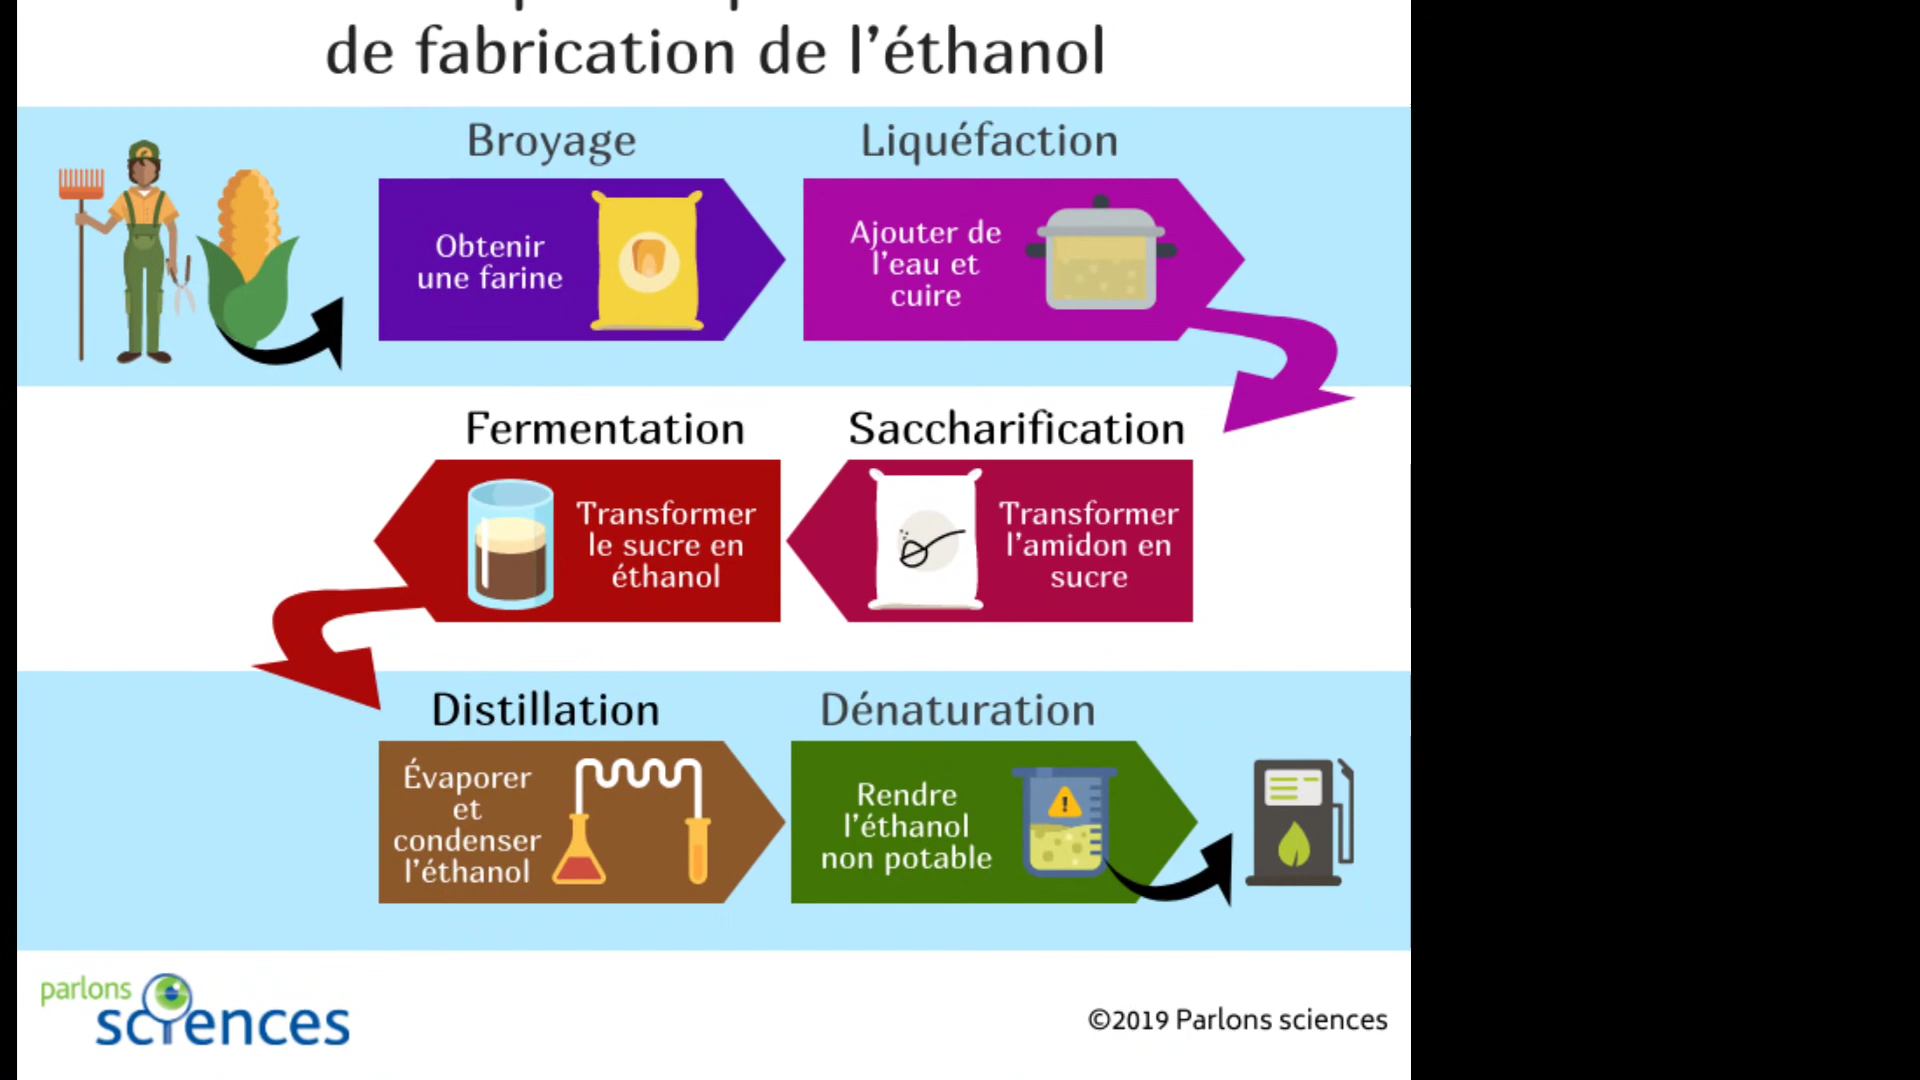 de fabrication de l’éthanol
Broyage
Obtenir
une farine
Liquéfaction
Ajouter de
l’eau et
cuire
Saccharification
Transformer
l’amidon en
sucre
Fermentation
Transformer
le sucre en
éthanol
Distillation
Évaporer
et
condenser
l’éthanol
Dénaturation
Rendre
l’éthanol
non potable
!
parlons
sciences
©2019 Parlons sciences